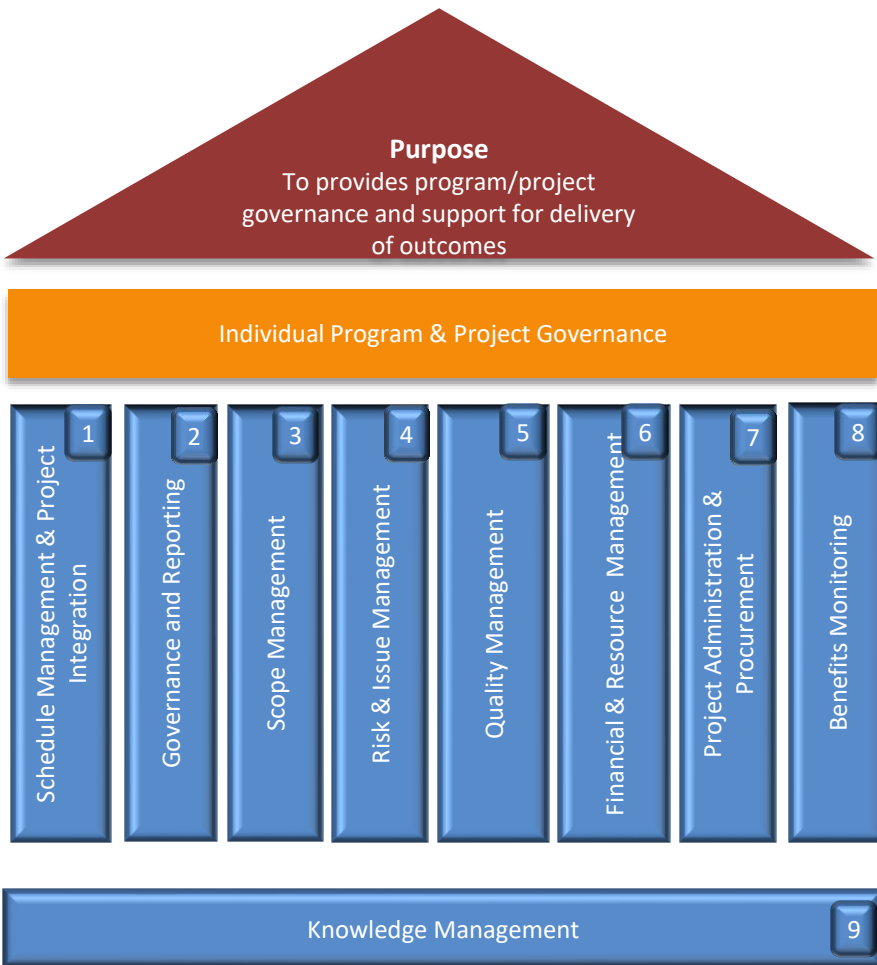 Purpose
To provides program/project
governance and support for delivery
of outcomes
Individual Program & Project Governance
1
Schedule Management & Project
Integration
2
Governance and Reporting
3
Scope Management
4
Risk & Issue Management
5
Quality Management
6
Financial & Resource Management
7
Project Administration &
Procurement
8
Benefits Monitoring
Knowledge Management
9